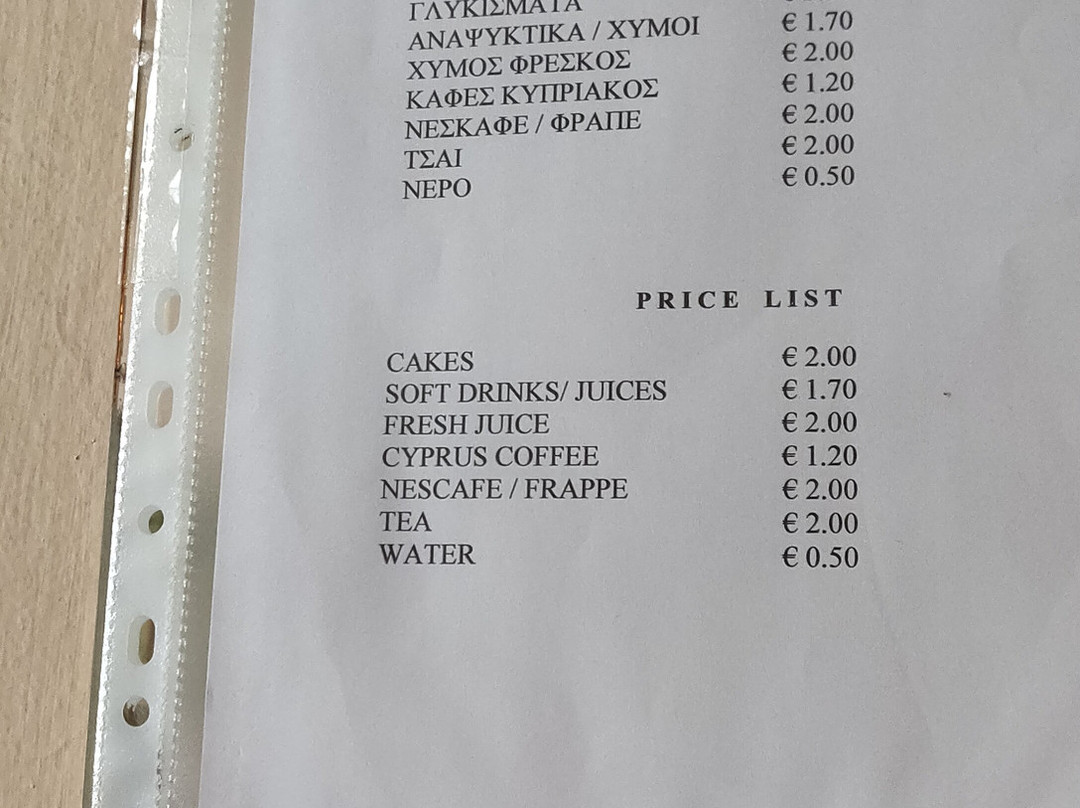 ΓΛΥΚΙΣΜΑΤΑ
ΑΝΑΨΥΚΤΙΚΑ / ΧΥΜΟΙ € 1.70
ΧΥΜΟΣ ΦΡΕΣΚΟΣ € 2.00
ΚΑΦΕΣ ΚΥΠΡΙΑΚΟΣ € 1.20
ΝΕΣΚΑΦΕ / ΦΡΑΠΕ € 2.00
ΤΣΑΙ € 2.00
ΝΕΡΟ € 0.50
PRICE LIST
CAKES € 2.00
SOFT DRINKS/ JUICES € 1.70
FRESH JUICE € 2.00
CYPRUS COFFEE € 1.20
NESCAFE / FRAPPE € 2.00
TEA € 2.00
WATER € 0.50